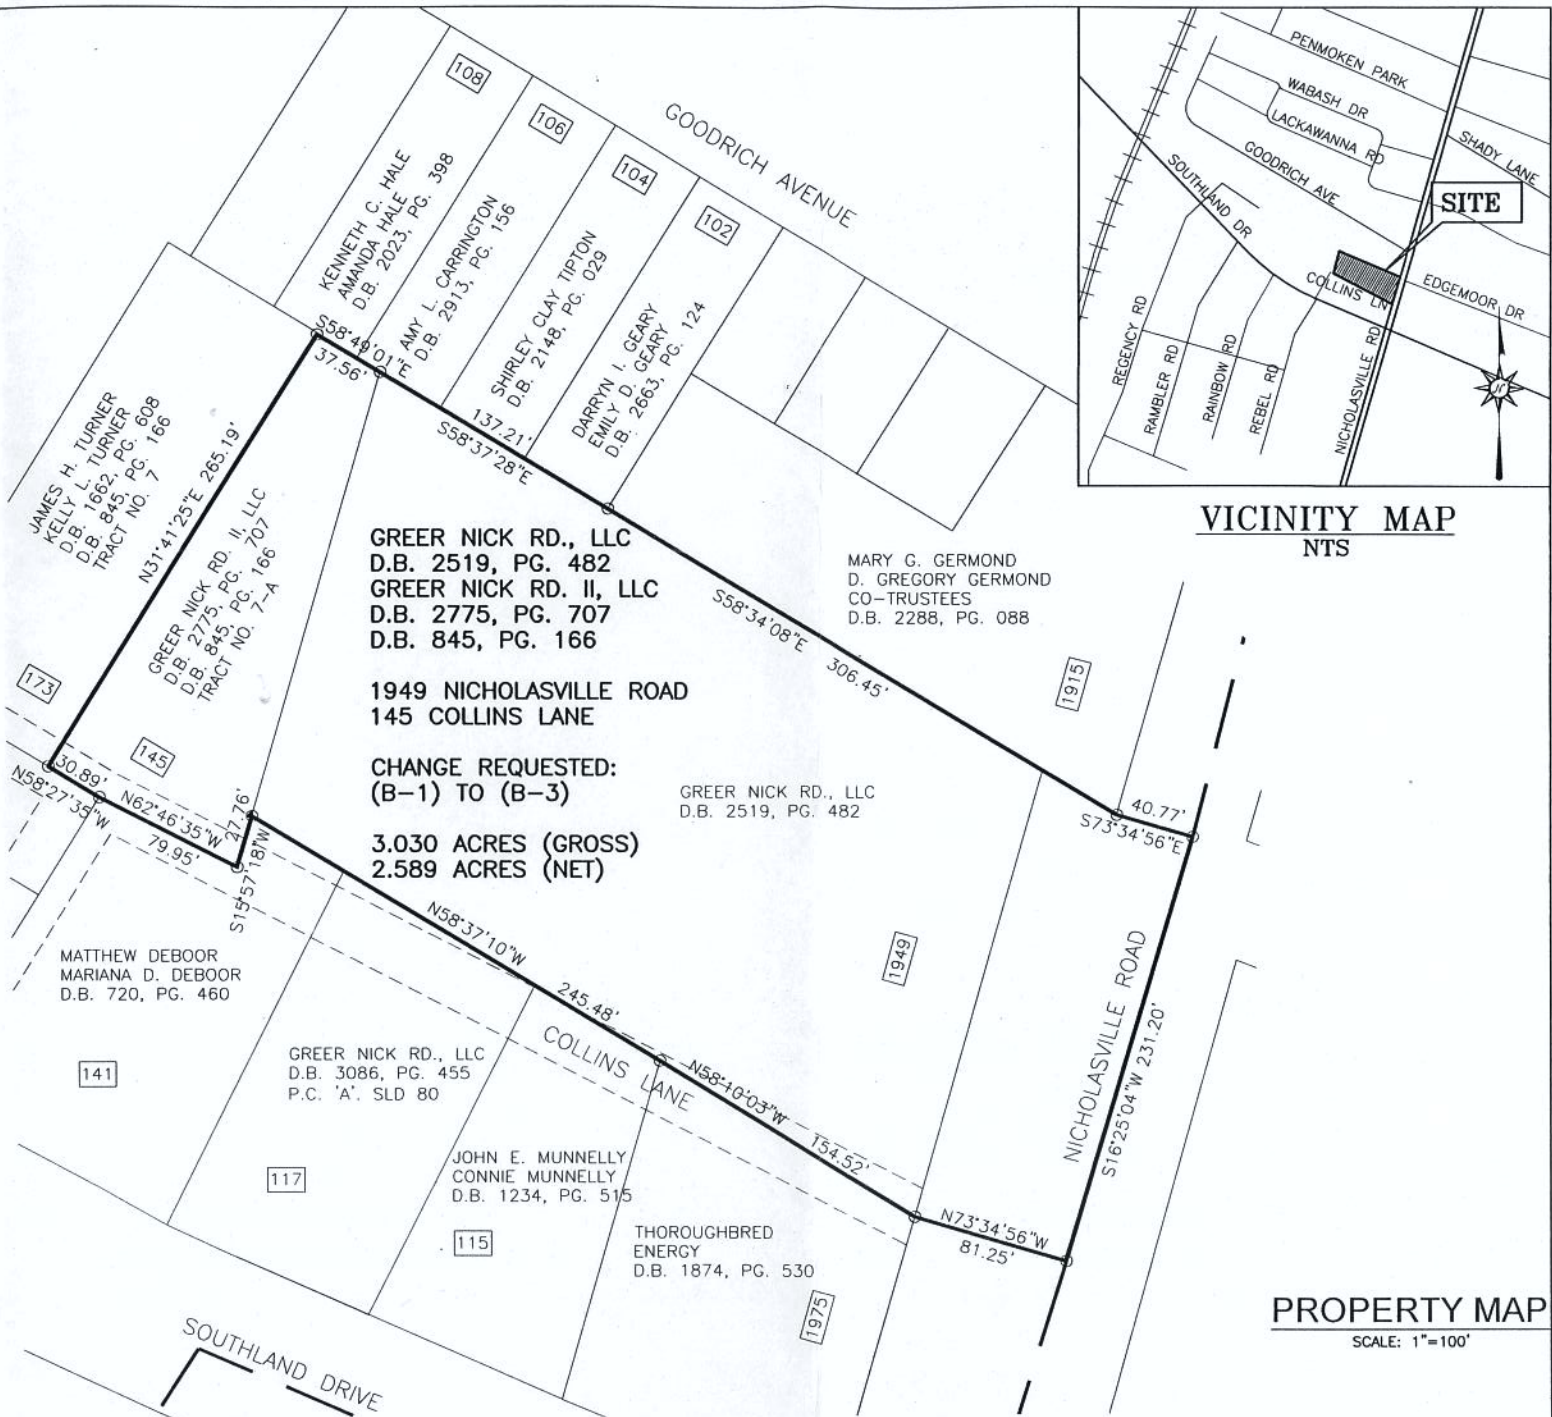 108
106
104
102
GOODRICH AVENUE
KENNETH C. HALE
AMANDA HALE
D.B. 2023, PG. 398
AMY L. CARRINGTON
D.B. 2913, PG. 156
SHIRLEY CLAY TIPTON
D.B. 2148, PG. 029
DARRYN I. GEARY
EMILY D. GEARY
D.B. 2663, PG. 124
S58°49'01"E
37.56'
137.21'
S58°37'28"E
JAMES H. TURNER
D.B. 1662, PG. 608
KELLY L. TURNER
D.B. 845, PG. 166
TRACT NO. 7
N31°41'25"E 265.19'
GREER NICK RD. II, LLC
D.B. 2775, PG. 707
D.B. 845, PG. 166
TRACT NO. 7-A
GREER NICK RD., LLC
D.B. 2519, PG. 482
GREER NICK RD. II, LLC
D.B. 2775, PG. 707
D.B. 845, PG. 166
1949 NICHOLASVILLE ROAD
145 COLLINS LANE
CHANGE REQUESTED:
(B-1) TO (B-3)
3.030 ACRES (GROSS)
2.589 ACRES (NET)
S58°34'08"E 306.45'
MARY G. GERMOND
D. GREGORY GERMOND
CO-TRUSTEES
D.B. 2288, PG. 088
1915
GREER NICK RD., LLC
D.B. 2519, PG. 482
40.77'
S73°34'56"E
173
145
30.89'
N58°27'35"W
N62°46'35"W
79.95'
27.76'
S15°57'18"W
N58°37'10"W
245.48'
1949
NICHOLASVILLE ROAD
S16°25'04"W 231.20'
MATTHEW DEBOOR
MARIANA D. DEBOOR
D.B. 720, PG. 460
141
GREER NICK RD., LLC
D.B. 3086, PG. 455
P.C. 'A'. SLD 80
117
COLLINS LANE
N58°10'03"W
154.52'
JOHN E. MUNNELLY
CONNIE MUNNELLY
D.B. 1234, PG. 515
115
THOROUGHBRED
ENERGY
D.B. 1874, PG. 530
N73°34'56"W
81.25'
1975
SOUTHLAND DRIVE
PENMOKEN PARK
WABASH DR
LACKAWANNA RD
GOODRICH AVE
SHADY LANE
SOUTHLAND DR
SITE
COLLINS LN
EDGEMOOR DR
REGENCY RD
RAMBLER RD
RAINBOW RD
REBEL RD
NICHOLASVILLE RD
N
VICINITY MAP
NTS
PROPERTY MAP
SCALE: 1"=100'